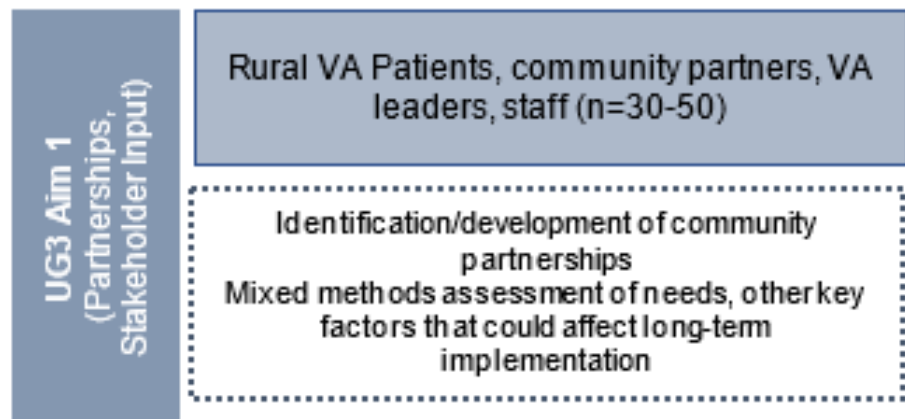 UG3 Aim 1
(Partnerships,
Stakeholder Input)
Rural VA Patients, community partners, VA
leaders, staff (n=30-50)
Identification/development of community
partnerships
Mixed methods assessment of needs, other key
factors that could affect long-term
implementation